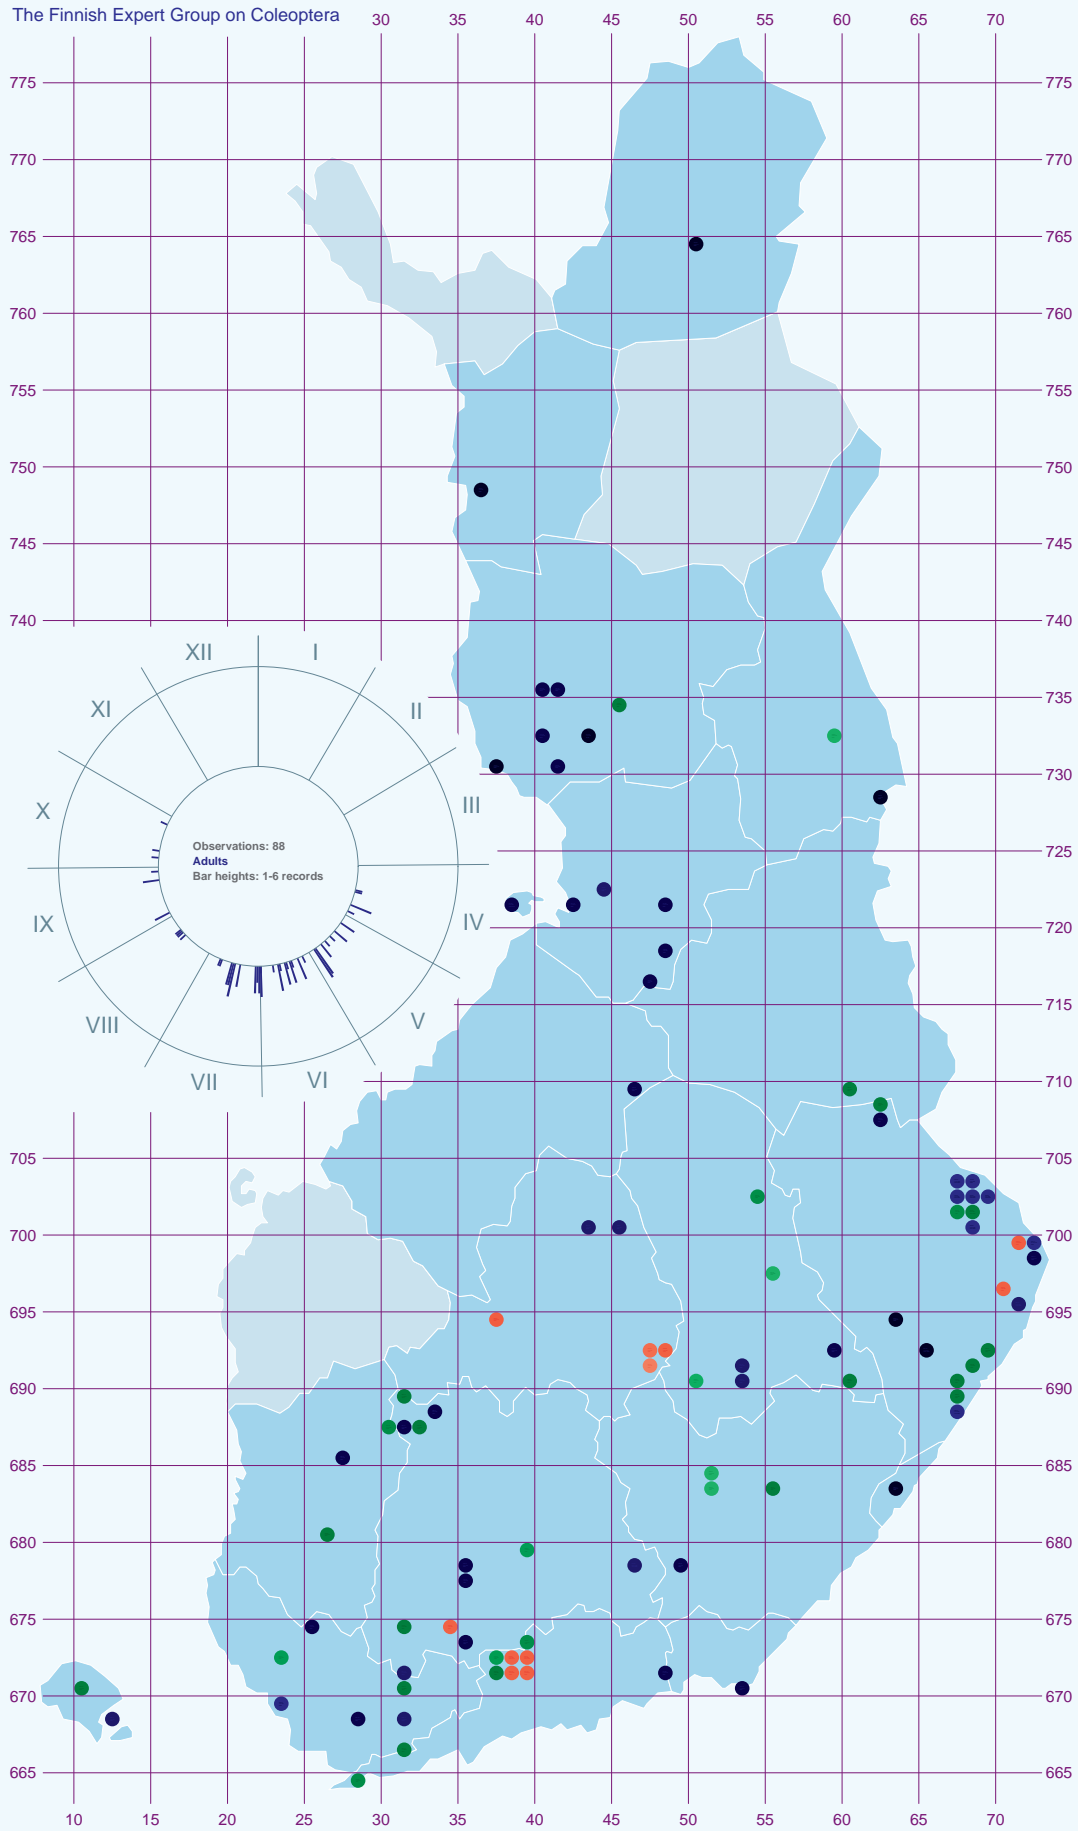 The Finnish Expert Group on Coleoptera
30 35 40 45 50 55 60 65 70
775 775
770 770
765 765
760 760
755 755
750 750
745 745
740 740
XII I
XI II
735
730
X III
Observations: 88
Adults
Bar heights: 1-6 records
725
IX IV
720
715
VIII V
VII VI
710
705 705
700 700
695 695
690 690
685 685
680 680
675 675
670 670
665 665
10 15 20 25 30 35 40 45 50 55 60 65 70